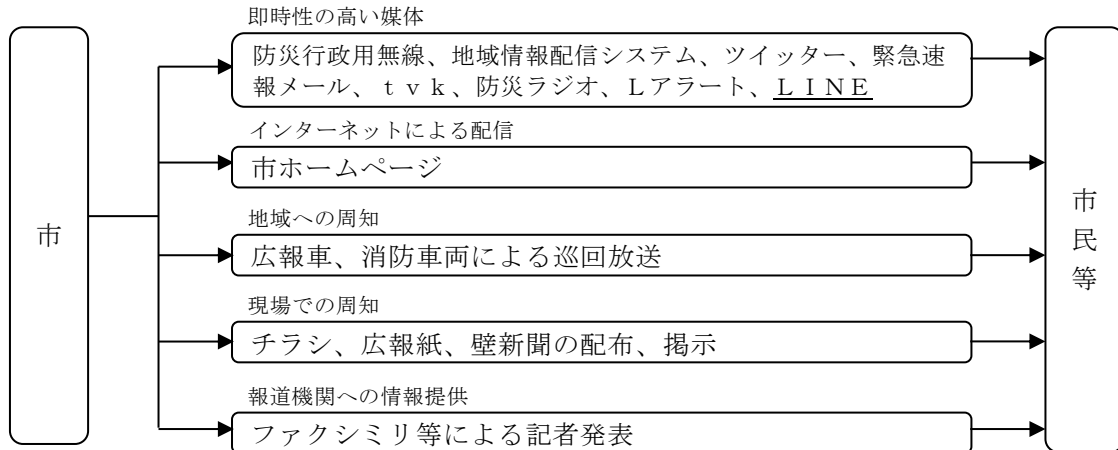 即時性の高い媒体
防災行政用無線、地域情報配信システム、ツイッター、緊急速
報メール、ｔｖｋ、防災ラジオ、Ｌアラート、ＬＩＮＥ
インターネットによる配信
市ホームページ
地域への周知
広報車、消防車両による巡回放送
現場での周知
チラシ、広報紙、壁新聞の配布、掲示
報道機関への情報提供
ファクシミリ等による記者発表
市
市民等